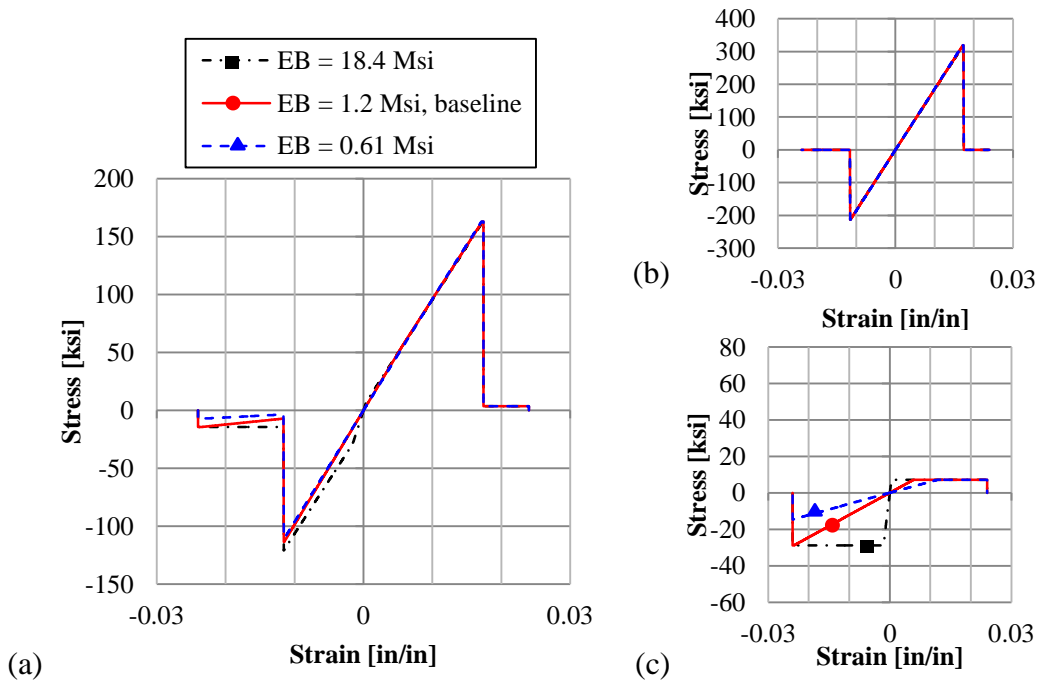 EB = 18.4 Msi
EB = 1.2 Msi, baseline
EB = 0.61 Msi
200
150
100
50
0
-50
-100
-150
-0.03 0 0.03
Stress [ksi]
Strain [in/in]
(a)
400
300
200
100
0
-100
-200
-300
-0.03 0 0.03
Stress [ksi]
Strain [in/in]
(b)
80
60
40
20
0
-20
-40
-60
-0.03 0 0.03
Stress [ksi]
Strain [in/in]
(c)